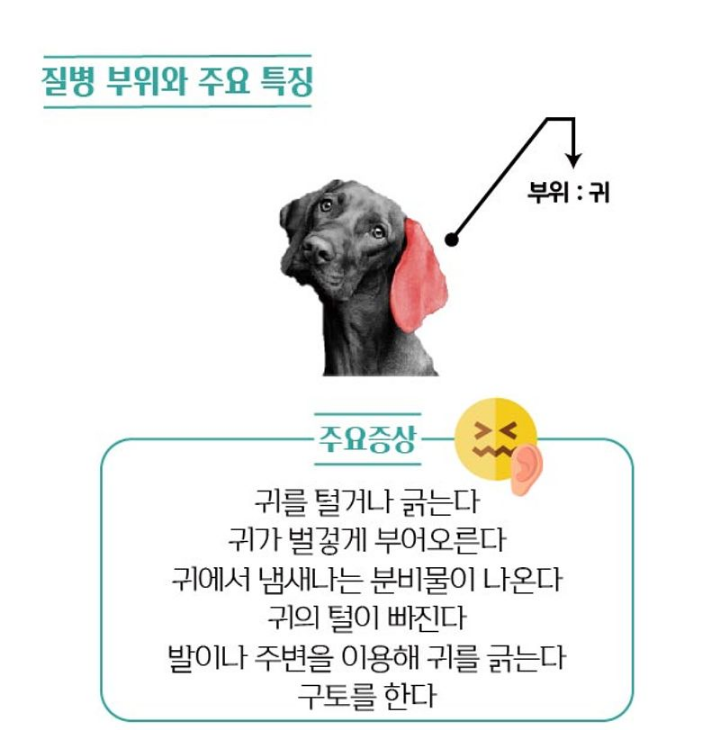 질병 부위와 주요 특징
부위 : 귀
주요증상
귀를 털거나 긁는다
귀가 벌겋게 부어오른다
귀에서 냄새나는 분비물이 나온다
귀의 털이 빠진다
발이나 주변을 이용해 귀를 긁는다
구토를 한다